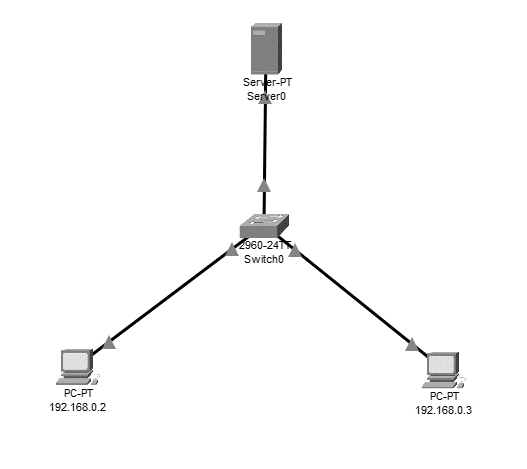 Server-PT
Server0
2960-24TT
Switch0
PC-PT
192.168.0.2
PC-PT
192.168.0.3